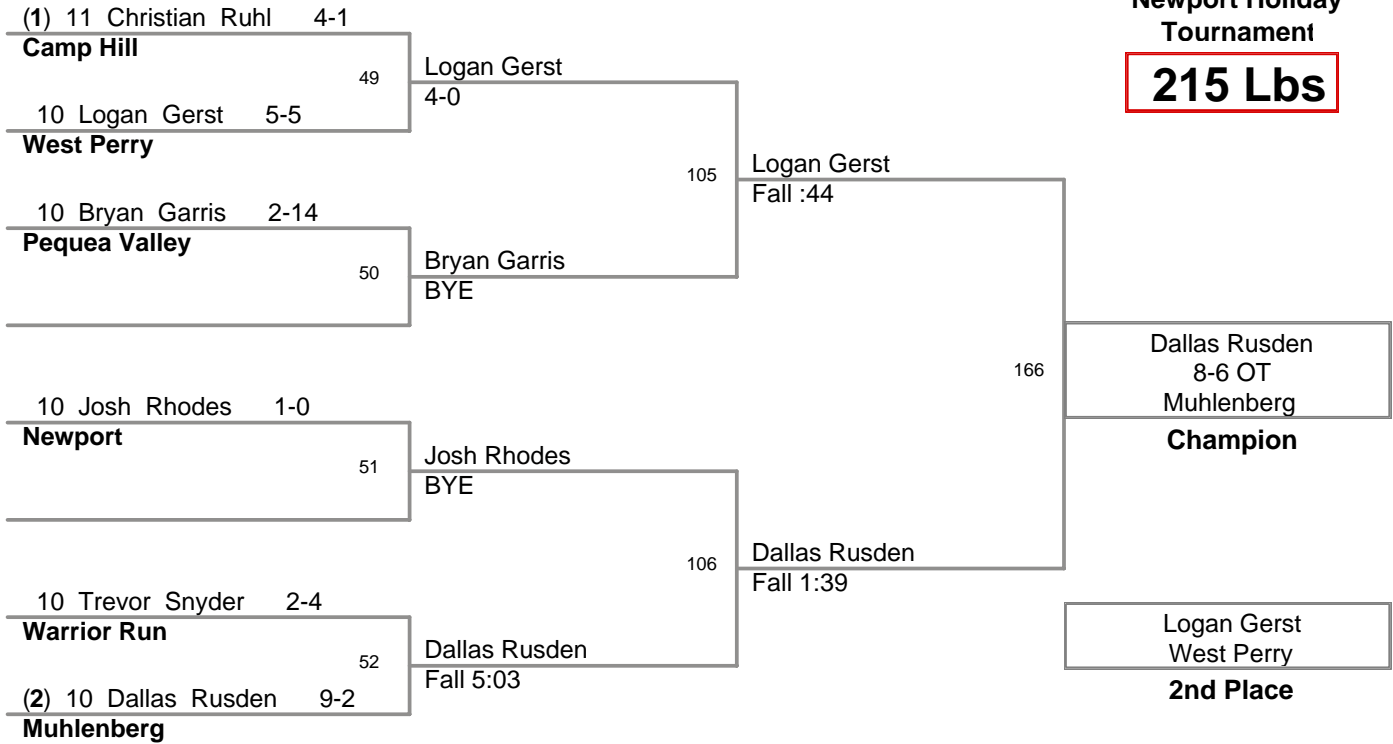 Newport Holiday
Tournament
215 Lbs
(1) 11 Christian Ruhl 4-1
Camp Hill
49
10 Logan Gerst 5-5
West Perry
Logan Gerst
4-0
10 Bryan Garris 2-14
Pequea Valley
50
Bryan Garris
BYE
105
Logan Gerst
Fall :44
10 Josh Rhodes 1-0
Newport
51
Josh Rhodes
BYE
10 Trevor Snyder 2-4
Warrior Run
52
(2) 10 Dallas Rusden 9-2
Muhlenberg
Dallas Rusden
Fall 5:03
106
Dallas Rusden
Fall 1:39
166
Dallas Rusden
8-6 OT
Muhlenberg
Champion
Logan Gerst
West Perry
2nd Place